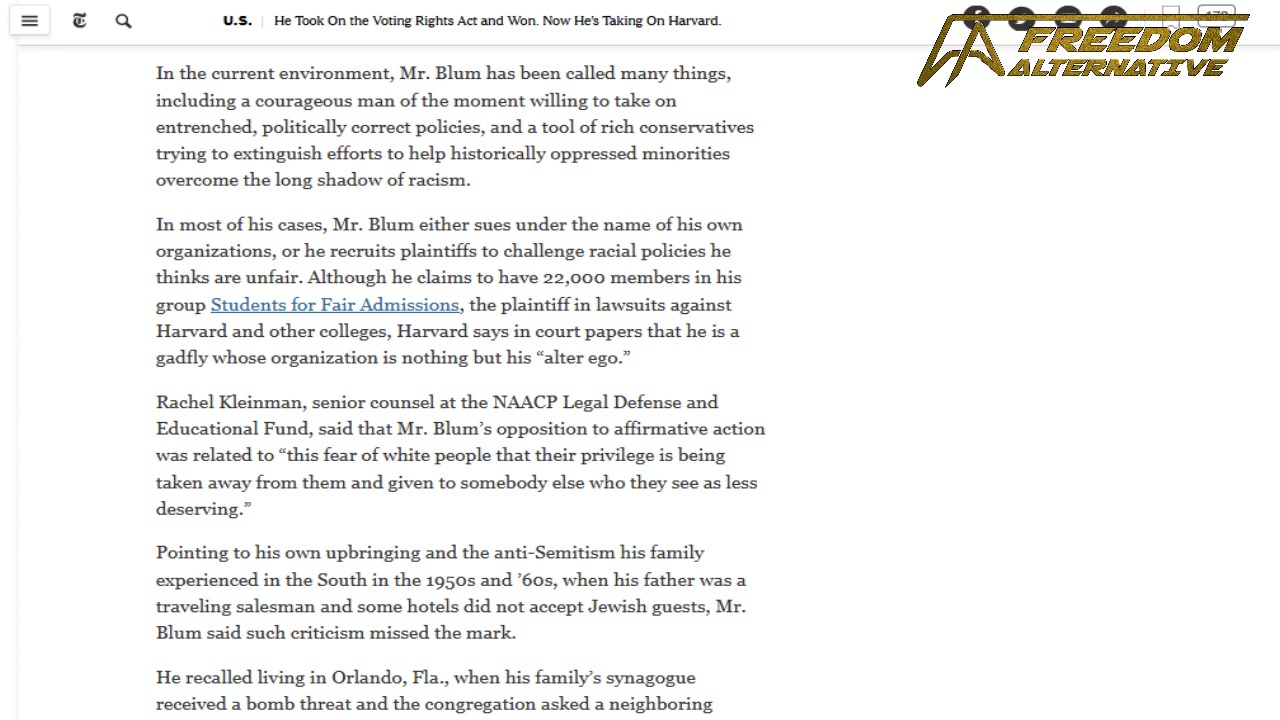 U.S. | He Took On the Voting Rights Act and Won. Now He's Taking On Harvard.
FREEDOM
ALTERNATIVE
In the current environment, Mr. Blum has been called many things,
including a courageous man of the moment willing to take on
entrenched, politically correct policies, and a tool of rich conservatives
trying to extinguish efforts to help historically oppressed minorities
overcome the long shadow of racism.
In most of his cases, Mr. Blum either sues under the name of his own
organizations, or he recruits plaintiffs to challenge racial policies he
thinks are unfair. Although he claims to have 22,000 members in his
group Students for Fair Admissions, the plaintiff in lawsuits against
Harvard and other colleges, Harvard says in court papers that he is a
gadfly whose organization is nothing but his “alter ego.”
Rachel Kleinman, senior counsel at the NAACP Legal Defense and
Educational Fund, said that Mr. Blum’s opposition to affirmative action
was related to “this fear of white people that their privilege is being
taken away from them and given to somebody else who they see as less
deserving.”
Pointing to his own upbringing and the anti-Semitism his family
experienced in the South in the 1950s and ’60s, when his father was a
traveling salesman and some hotels did not accept Jewish guests, Mr.
Blum said such criticism missed the mark.
He recalled living in Orlando, Fla., when his family’s synagogue
received a bomb threat and the congregation asked a neighboring